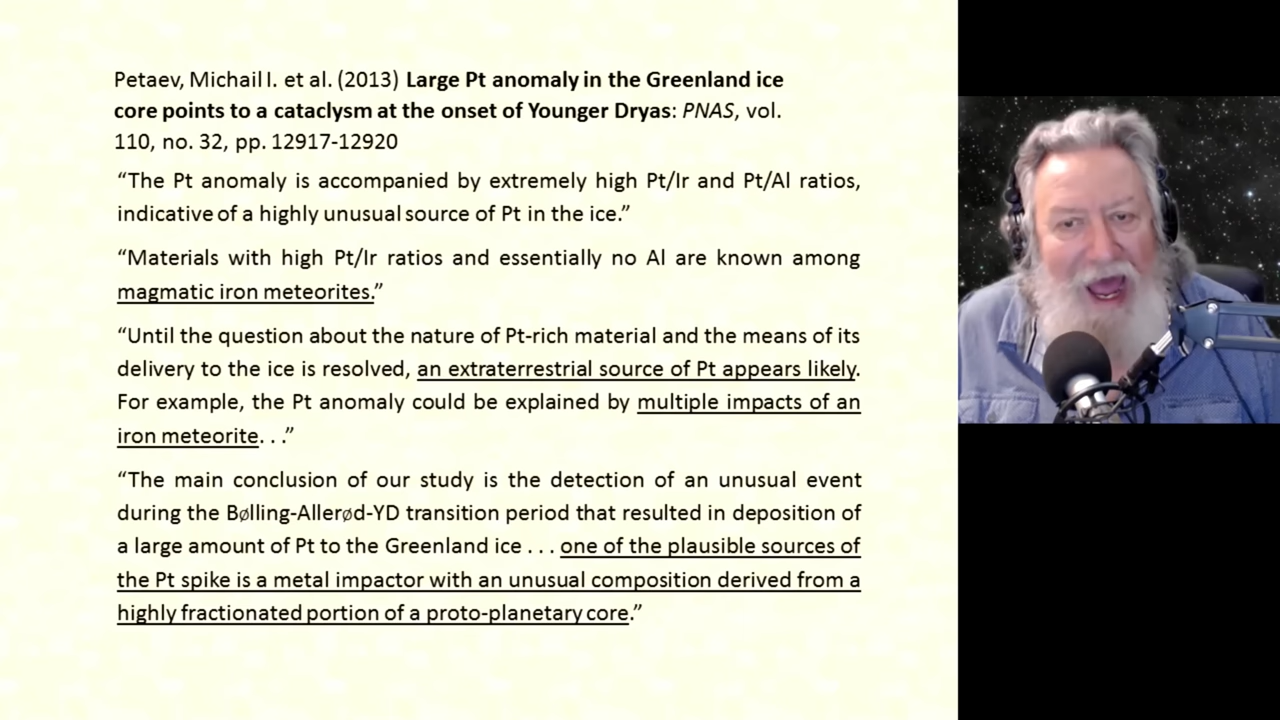 Petaev, Michail I. et al. (2013) Large Pt anomaly in the Greenland ice
core points to a cataclysm at the onset of Younger Dryas: PNAS, vol.
110, no. 32, pp. 12917-12920
“The Pt anomaly is accompanied by extremely high Pt/Ir and Pt/Al ratios,
indicative of a highly unusual source of Pt in the ice.”
“Materials with high Pt/Ir ratios and essentially no Al are known among
magmatic iron meteorites.”
“Until the question about the nature of Pt-rich material and the means of its
delivery to the ice is resolved, an extraterrestrial source of Pt appears likely.
For example, the Pt anomaly could be explained by multiple impacts of an
iron meteorite. . .”
“The main conclusion of our study is the detection of an unusual event
during the Bølling-Allerød-YD transition period that resulted in deposition of
a large amount of Pt to the Greenland ice . . . one of the plausible sources of
the Pt spike is a metal impactor with an unusual composition derived from a
highly fractionated portion of a proto-planetary core.”